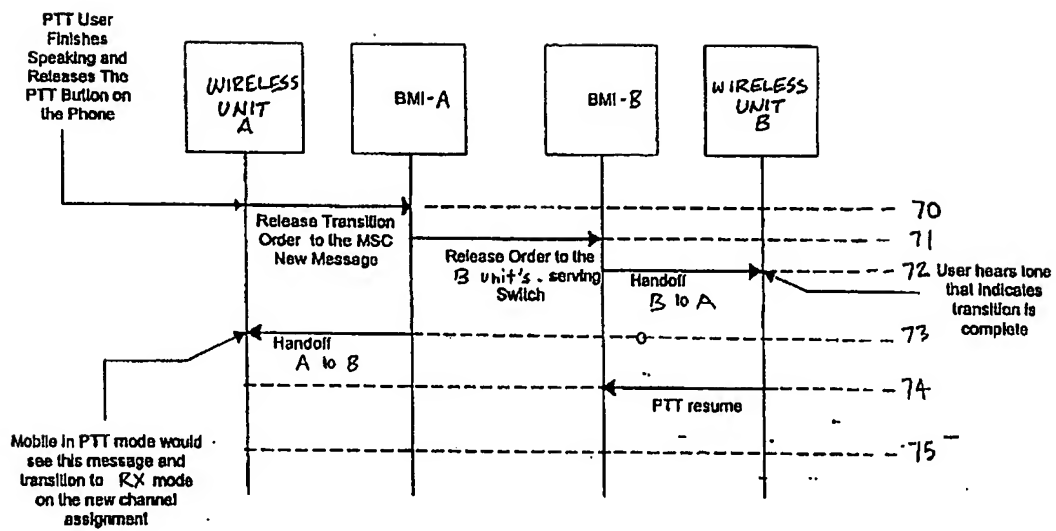 PTT User
Finishes
Speaking and
Releases The
PTT Button on
the Phone
WIRELESS
UNIT
A
BMI-A
BMI-B
WIRELESS
UNIT
B
Release Transition
Order to the MSC
New Message
70
71
Release Order to the
B unit's. serving
Switch
Handoff
B to A
72
User hears tone
that indicates
transition is
complete
Handoff
A to B
73
PTT resume
74
75
Mobile in PTT mode would
see this message and
transition to RX mode
on the new channel
assignment